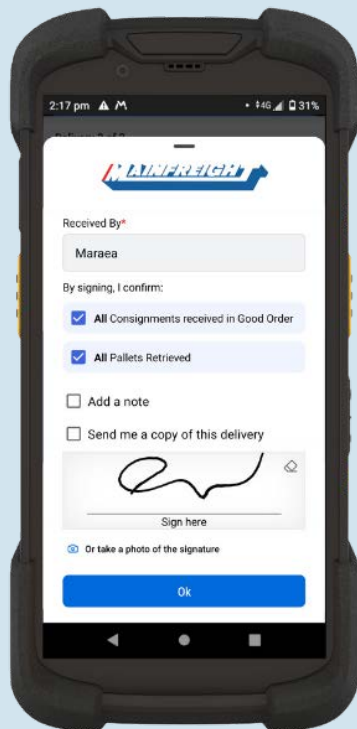 2:17 pm
4G 31%
MAINFREIGHT
Received By*
Maraea
By signing, I confirm:
All Consignments received in Good Order
All Pallets Retrieved
Add a note
Send me a copy of this delivery
Sign here
Or take a photo of the signature
Ok